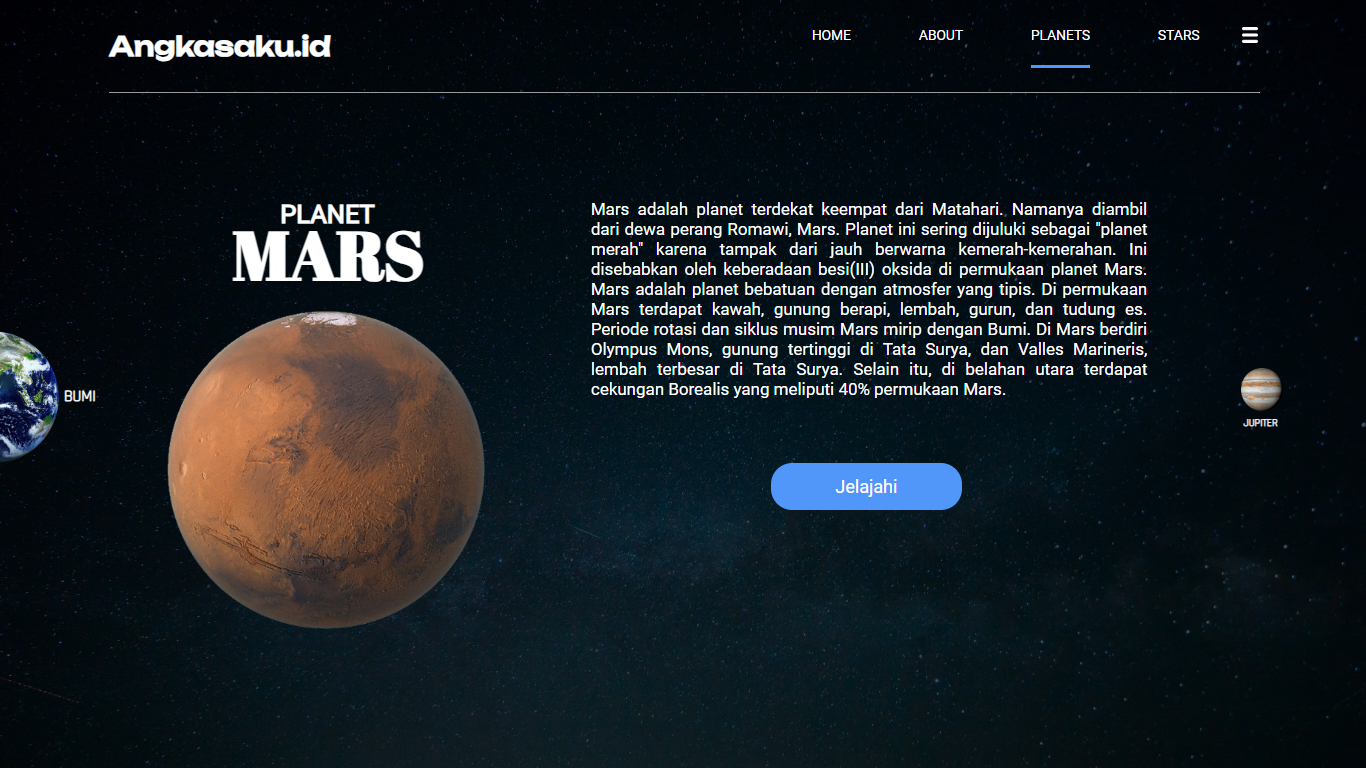 Angkasaku.id
HOME
ABOUT
PLANETS
STARS
PLANET
MARS
Mars adalah planet terdekat keempat dari Matahari. Namanya diambil
dari dewa perang Romawi, Mars. Planet ini sering dijuluki sebagai "planet
merah" karena tampak dari jauh berwarna kemerah-kemerahan. Ini
disebabkan oleh keberadaan besi(III) oksida di permukaan planet Mars.
Mars adalah planet bebatuan dengan atmosfer yang tipis. Di permukaan
Mars terdapat kawah, gunung berapi, lembah, gurun, dan tudung es.
Periode rotasi dan siklus musim Mars mirip dengan Bumi. Di Mars berdiri
Olympus Mons, gunung tertinggi di Tata Surya, dan Valles Marineris,
lembah terbesar di Tata Surya. Selain itu, di belahan utara terdapat
cekungan Borealis yang meliputi 40% permukaan Mars.
BUMI
JUPITER
Jelajahi